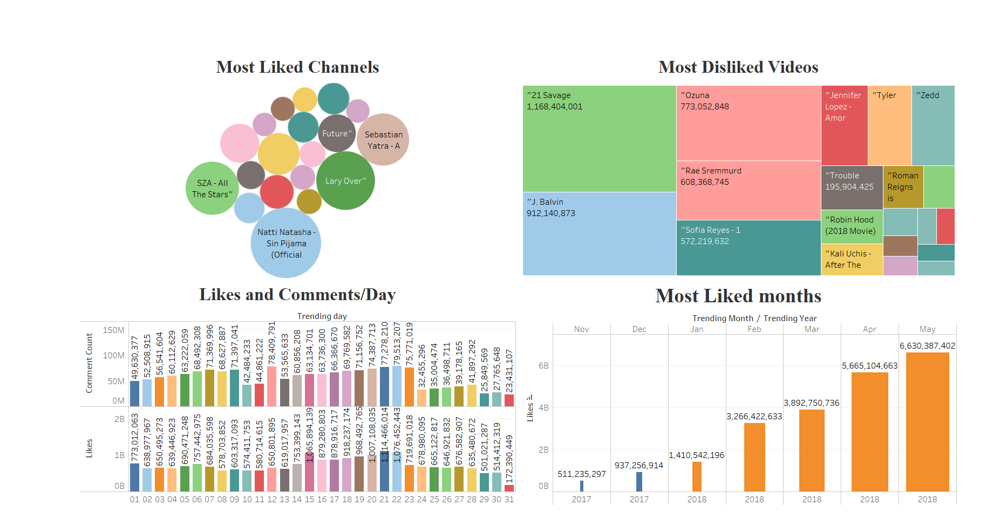 Most Liked Channels
Future”
Sebastian
Yatra - A
Lary Over”
SZA - All
The Stars”
Natti Natasha -
Sin Pijama
(Official
Most Disliked Videos
”21 Savage
1,168,404,001
”J. Balvin
912,140,873
”Ozuna
773,052,848
”Rae Sremmurd
608,368,745
”Sofia Reyes - 1
572,219,632
”Jennifer
Lopez -
Amor
”Tyler
”Zedd
”Trouble
195,904,425
”Roman
Reigns
is
”Robin Hood
(2018 Movie)
”Kali Uchis -
After The
Likes and Comments/Day
Trending day
Comment Count
150M
100M
50M
0M
49,630,377
52,508,915
56,541,604
60,112,629
63,222,059
68,492,308
71,369,996
68,627,887
71,397,041
42,484,233
44,861,222
78,409,791
53,565,633
60,856,208
63,134,701
63,736,300
66,366,670
69,769,582
71,156,752
74,387,713
77,278,210
79,513,207
75,771,019
32,455,296
35,004,474
36,498,711
39,178,165
41,897,292
25,849,569
27,765,648
23,431,107
Likes
2B
1B
0B
773,012,063
638,977,967
650,495,273
639,446,923
690,471,248
757,442,975
684,035,598
578,703,852
603,317,093
574,411,753
580,714,615
650,801,895
619,017,957
753,399,143
1,065,894,139
879,280,803
878,916,717
918,237,174
968,492,765
1,007,108,035
1,114,466,014
1,076,452,443
719,691,018
678,980,095
665,122,817
646,921,832
676,582,907
635,480,672
501,021,287
514,412,319
172,390,449
01 02 03 04 05 06 07 08 09 10 11 12 13 14 15 16 17 18 19 20 21 22 23 24 25 26 27 28 29 30 31
Most Liked months
Trending Month / Trending Year
Nov Dec Jan Feb Mar Apr May
Likes
6B
4B
2B
0B
511,235,297
937,256,914
1,410,542,196
3,266,422,633
3,892,750,736
5,665,104,663
6,630,387,402
2017 2017 2018 2018 2018 2018 2018